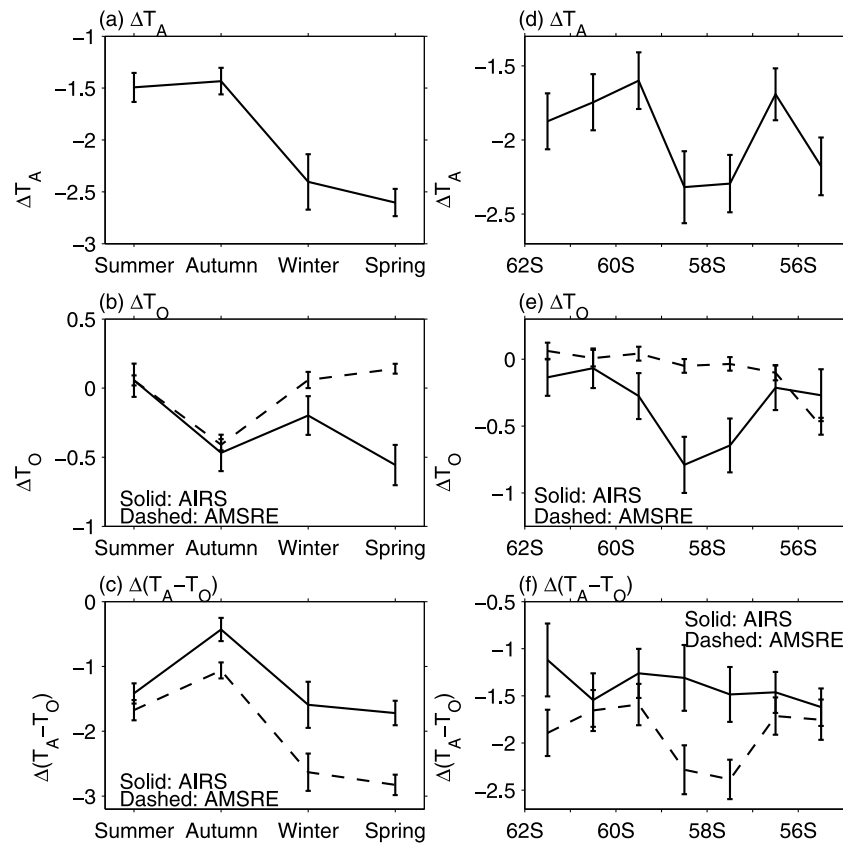 (a) ΔT_A
−1
−1.5
−2
−2.5
−3
ΔT_A
Summer Autumn Winter Spring
(d) ΔT_A
−1.5
−2
−2.5
ΔT_A
62S 60S 58S 56S
(b) ΔT_O
0.5
0
−0.5
−1
ΔT_O
Solid: AIRS
Dashed: AMSRE
Summer Autumn Winter Spring
(e) ΔT_O
0
−0.5
−1
ΔT_O
Solid: AIRS
Dashed: AMSRE
62S 60S 58S 56S
(c) Δ(T_A−T_O)
0
−1
−2
−3
Δ(T_A−T_O)
Solid: AIRS
Dashed: AMSRE
Summer Autumn Winter Spring
(f) Δ(T_A−T_O)
−0.5
−1
−1.5
−2
−2.5
Δ(T_A−T_O)
Solid: AIRS
Dashed: AMSRE
62S 60S 58S 56S